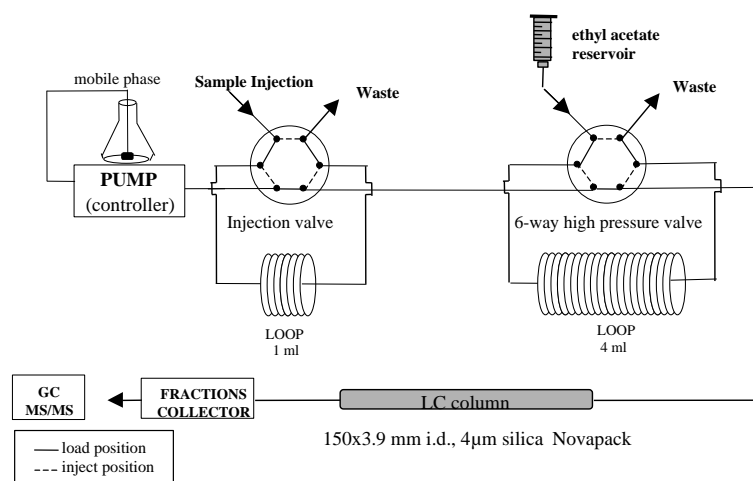 ethyl acetate
reservoir
mobile phase
Sample Injection
Waste
Waste
PUMP
(controller)
Injection valve
6-way high pressure valve
LOOP
1 ml
LOOP
4 ml
GC
MS/MS
FRACTIONS
COLLECTOR
LC column
150x3.9 mm i.d., 4µm silica Novapack
load position
inject position